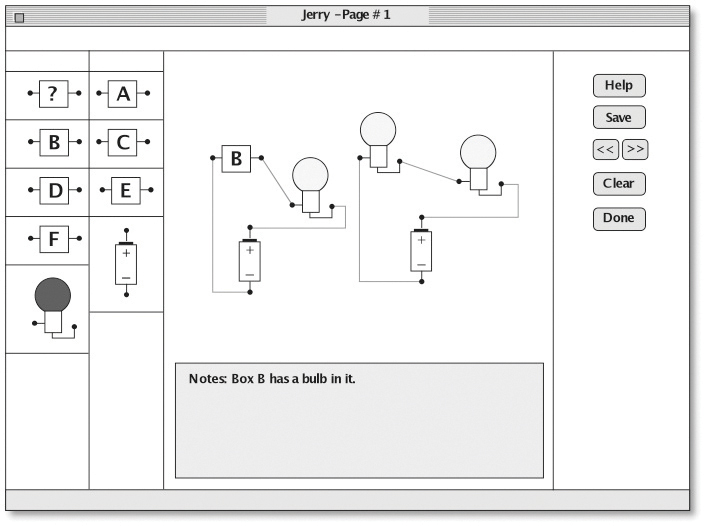 Jerry –Page # 1
? A
B C
D E
F
+
–
B
+
–
+
–
Help
Save
<< >>
Clear
Done
Notes: Box B has a bulb in it.